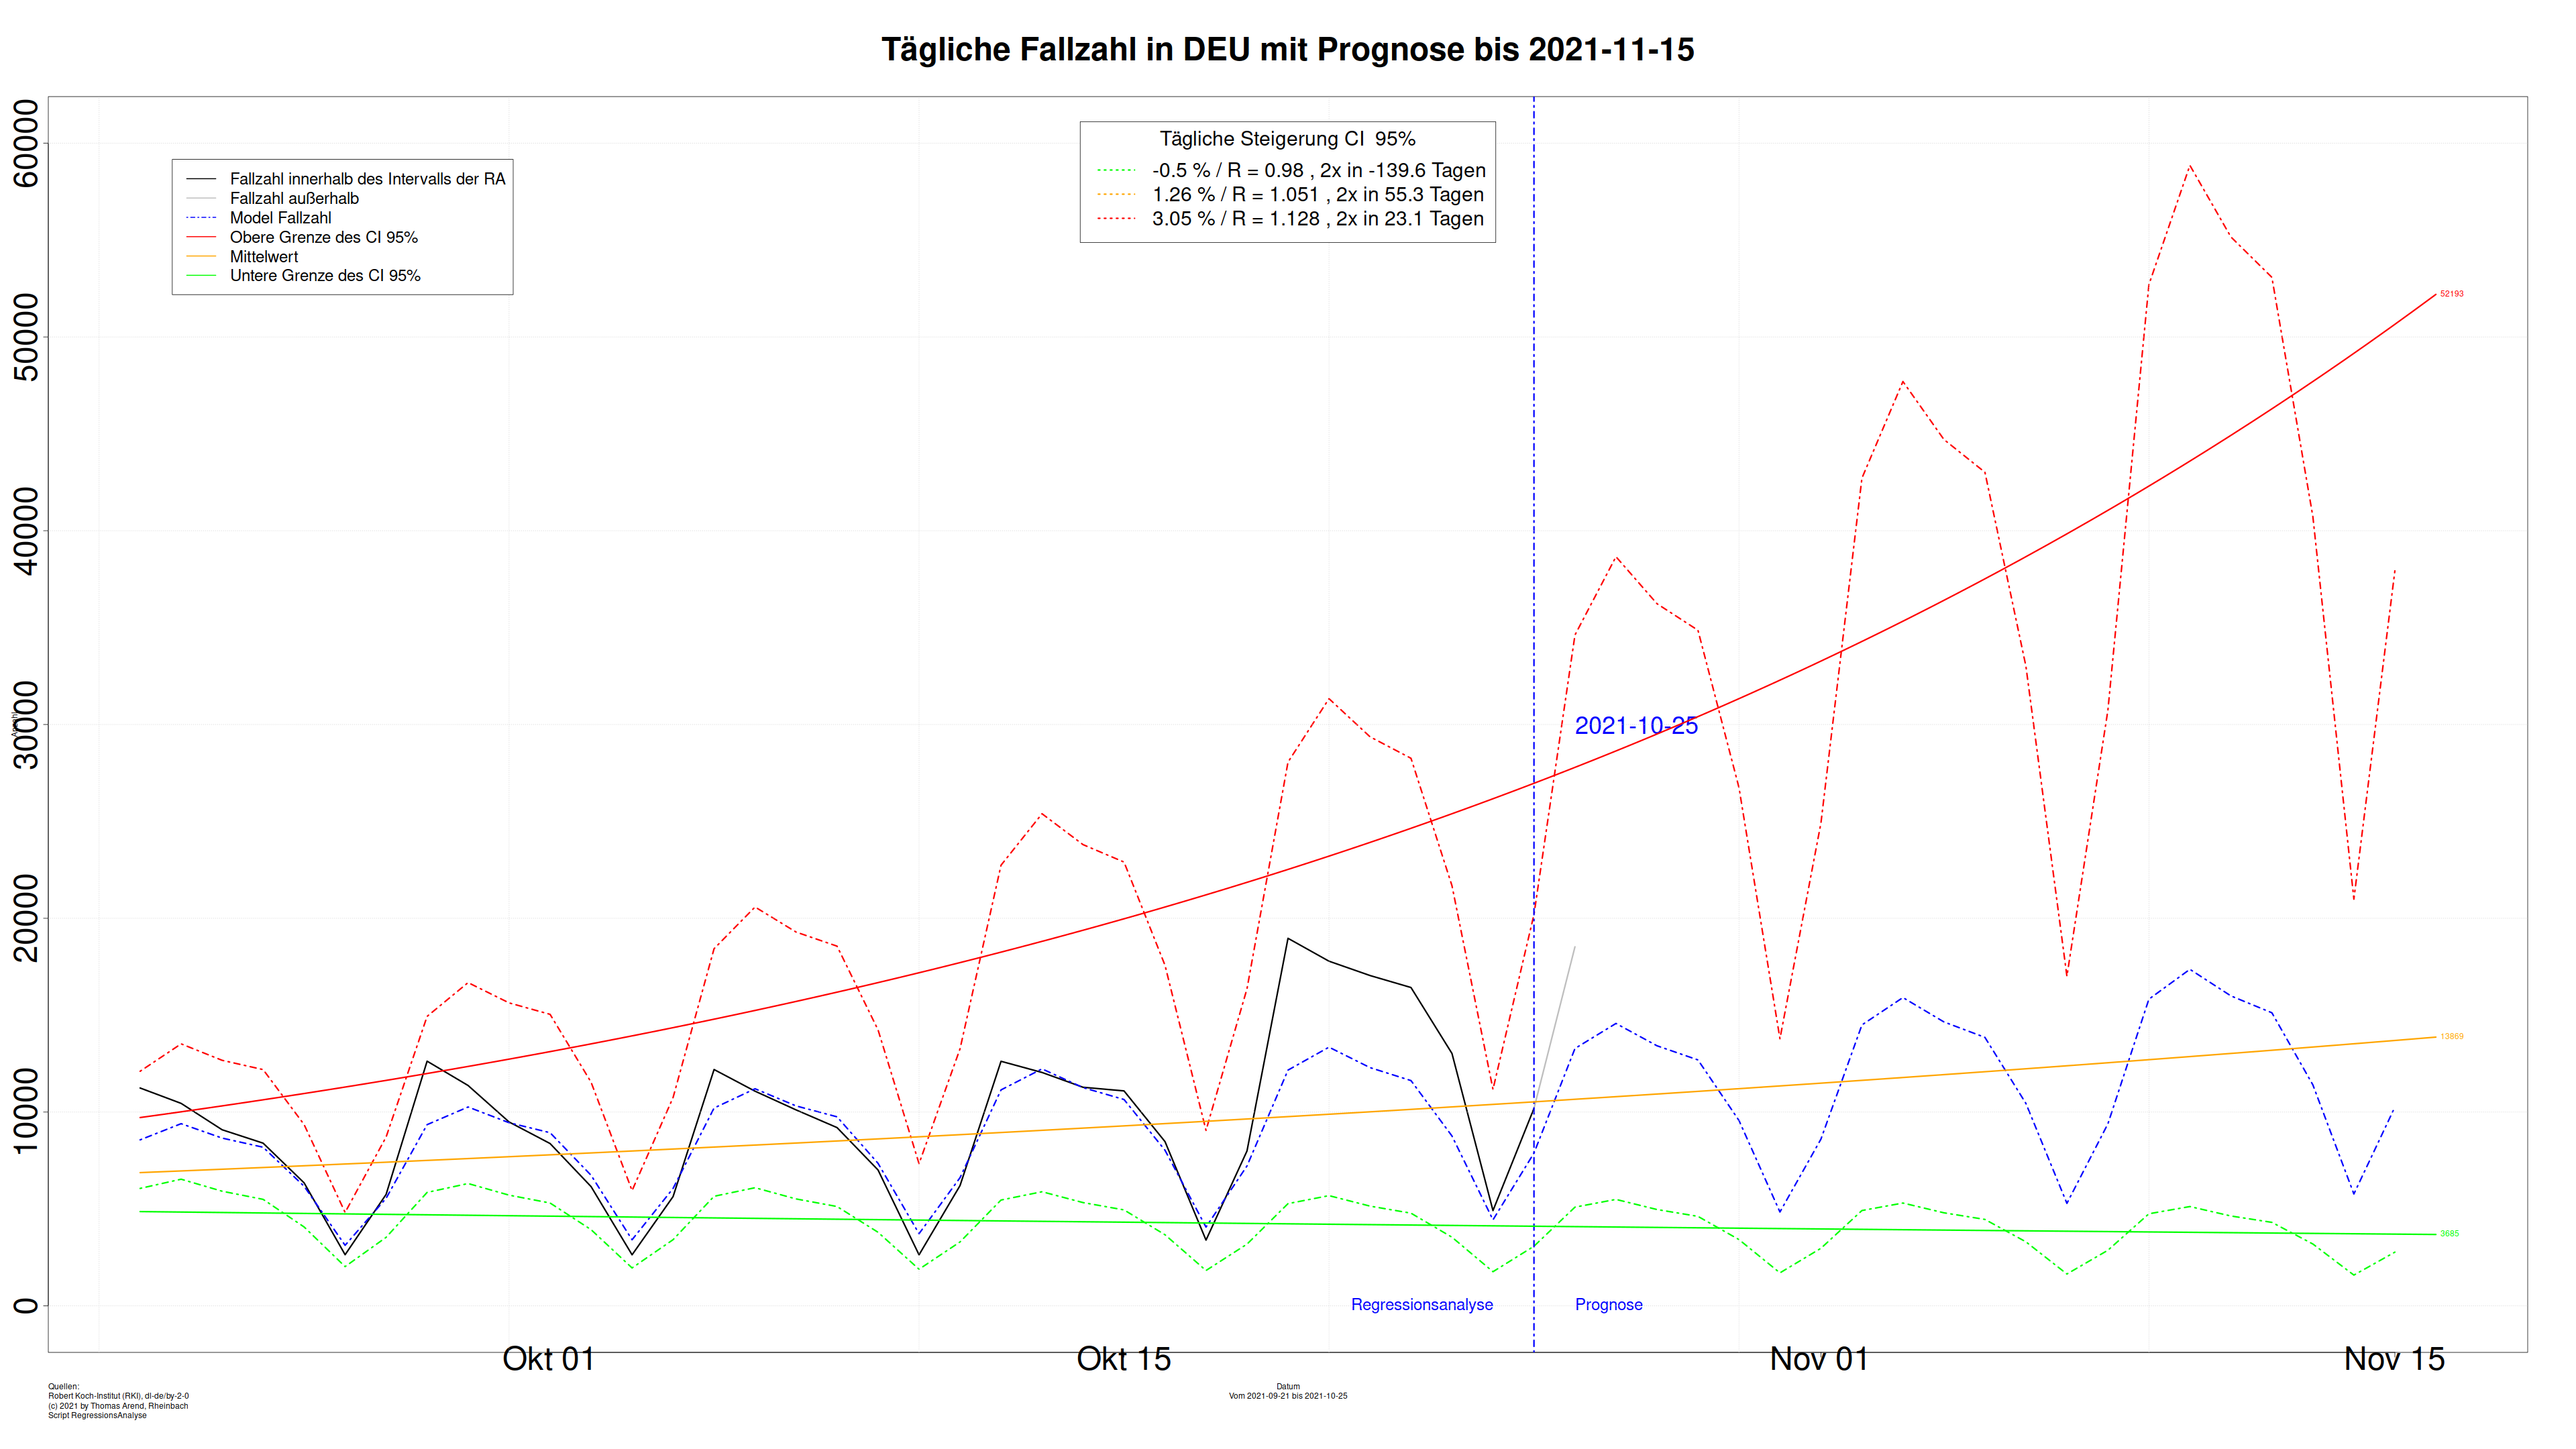 Tägliche Fallzahl in DEU mit Prognose bis 2021-11-15
60000
50000
40000
30000
20000
10000
0
Anzahl
Fallzahl innerhalb des Intervalls der RA
Fallzahl außerhalb
Model Fallzahl
Obere Grenze des CI 95%
Mittelwert
Untere Grenze des CI 95%
Tägliche Steigerung CI  95%
-0.5 % / R = 0.98 , 2x in -139.6 Tagen
1.26 % / R = 1.051 , 2x in 55.3 Tagen
3.05 % / R = 1.128 , 2x in 23.1 Tagen
52193
2021-10-25
13869
3685
Regressionsanalyse
Prognose
Okt 01
Okt 15
Nov 01
Nov 15
Quellen:
Robert Koch-Institut (RKI), dl-de/by-2-0
(c) 2021 by Thomas Arend, Rheinbach
Script RegressionsAnalyse
Datum
Vom 2021-09-21 bis 2021-10-25